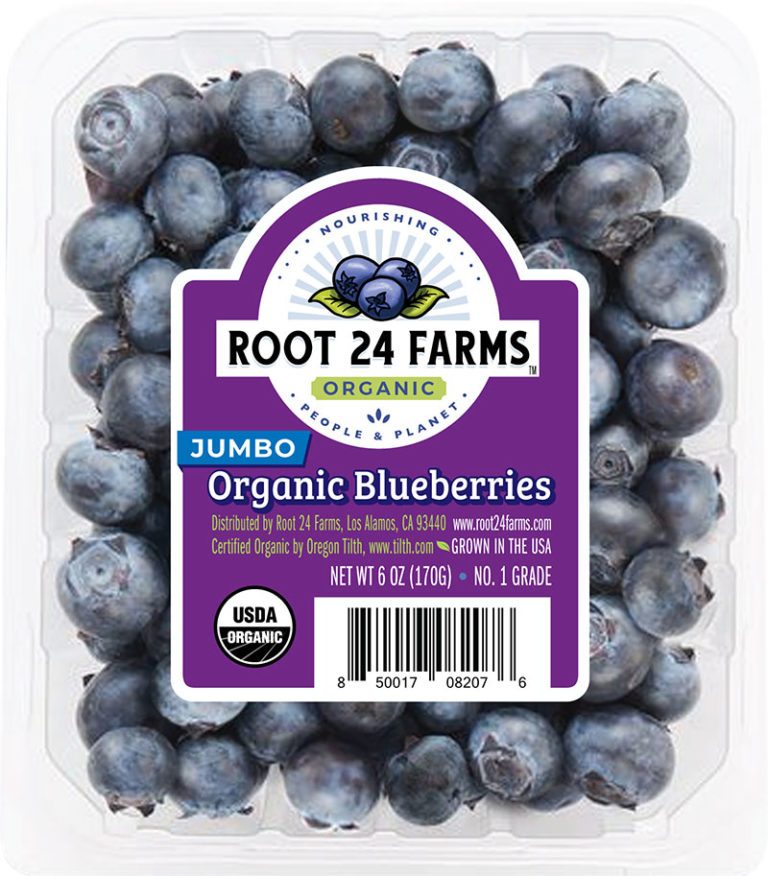 • NOURISHING •
ROOT 24 FARMS™
ORGANIC
• PEOPLE & PLANET •
JUMBO
Organic Blueberries
Distributed by Root 24 Farms, Los Alamos, CA 93440 www.root24farms.com
Certified Organic by Oregon Tilth, www.tilth.com GROWN IN THE USA
NET WT 6 OZ (170G) • NO. 1 GRADE
USDA
ORGANIC
8 50017 08207 6